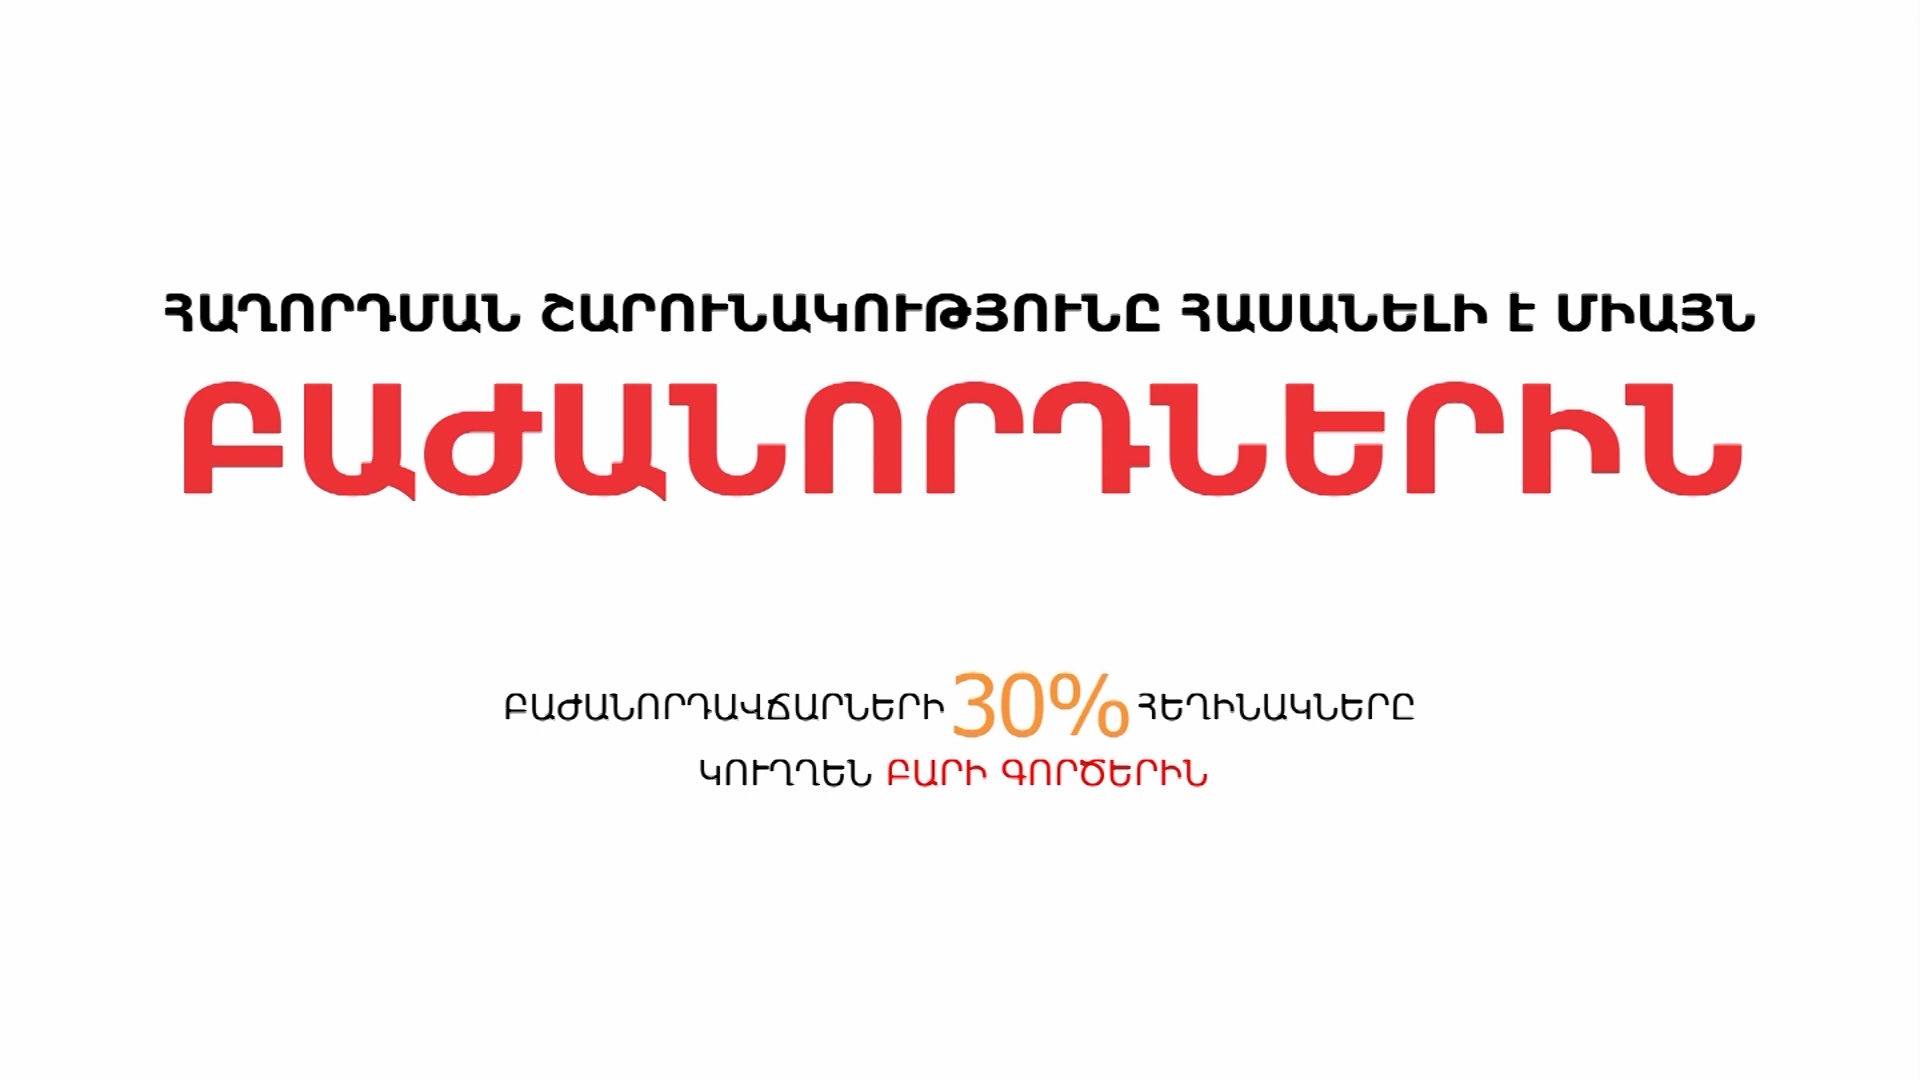 ՀԱՂՈՐԴՄԱՆ ՇԱՐՈՒՆԱԿՈՒԹՅՈՒՆԸ ՀԱՍԱՆԵԼԻ է ՄԻԱՅՆ
ԲԱԺԱՆՈՐԴՆԵՐԻՆ
ԲԱԺԱՆՈՐԴԱՎՃԱՐՆԵՐԻ 30% ՀԵՂԻՆԱԿՆԵՐԸ
ԿՈՒՂՂԵՆ ԲԱՐԻ ԳՈՐԾԵՐԻՆ